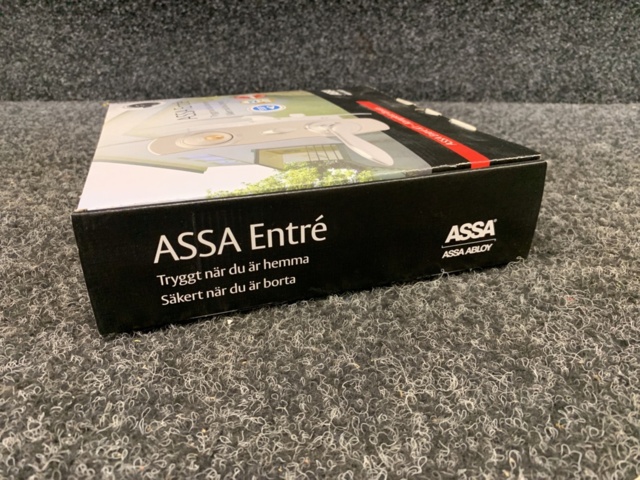 ASSA Entré
Tryggt när du är hemma
Säkert när du är borta
ASSA
ASSA ABLOY